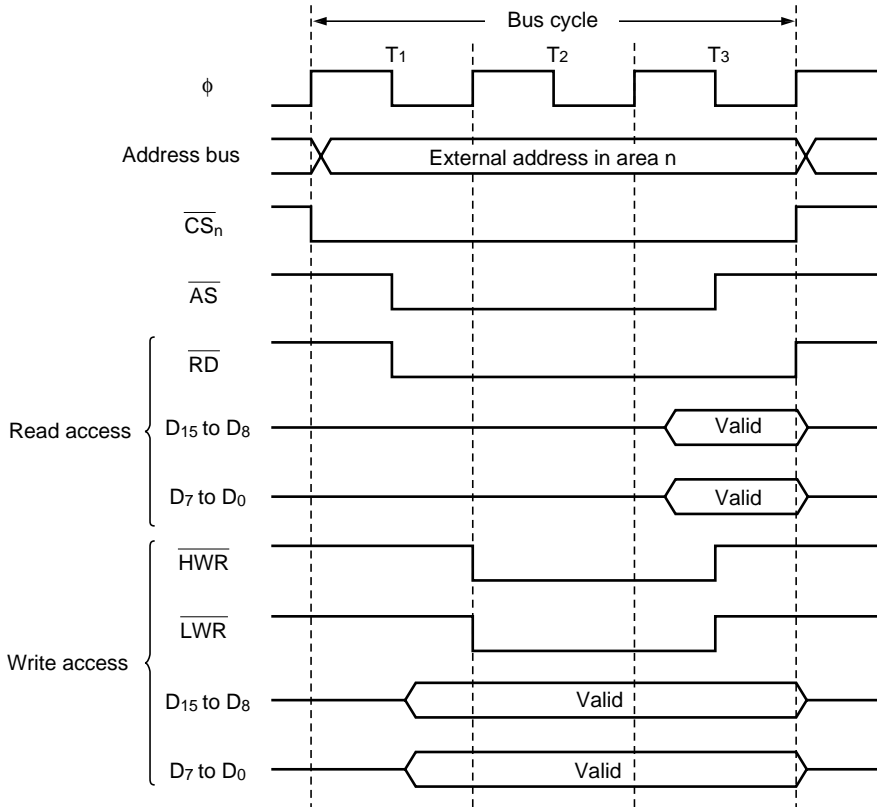 Bus cycle
T1 T2 T3
ϕ
Address bus External address in area n
CSn
AS
RD
Read access
D15 to D8 Valid
D7 to D0 Valid
HWR
LWR
Write access
D15 to D8 Valid
D7 to D0 Valid